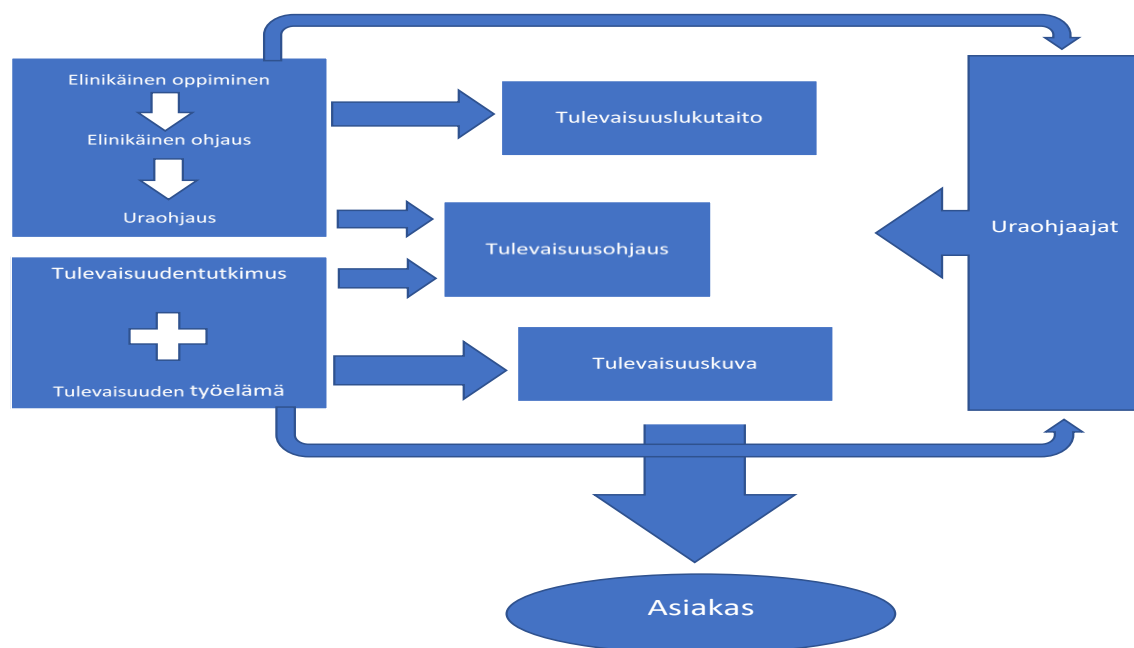 Elinikäinen oppiminen
Elinikäinen ohjaus
Uraohjaus
Tulevaisuudentutkimus
Tulevaisuuden työelämä
Tulevaisuuslukutaito
Tulevaisuusohjaus
Tulevaisuuskuva
Uraohjaajat
Asiakas